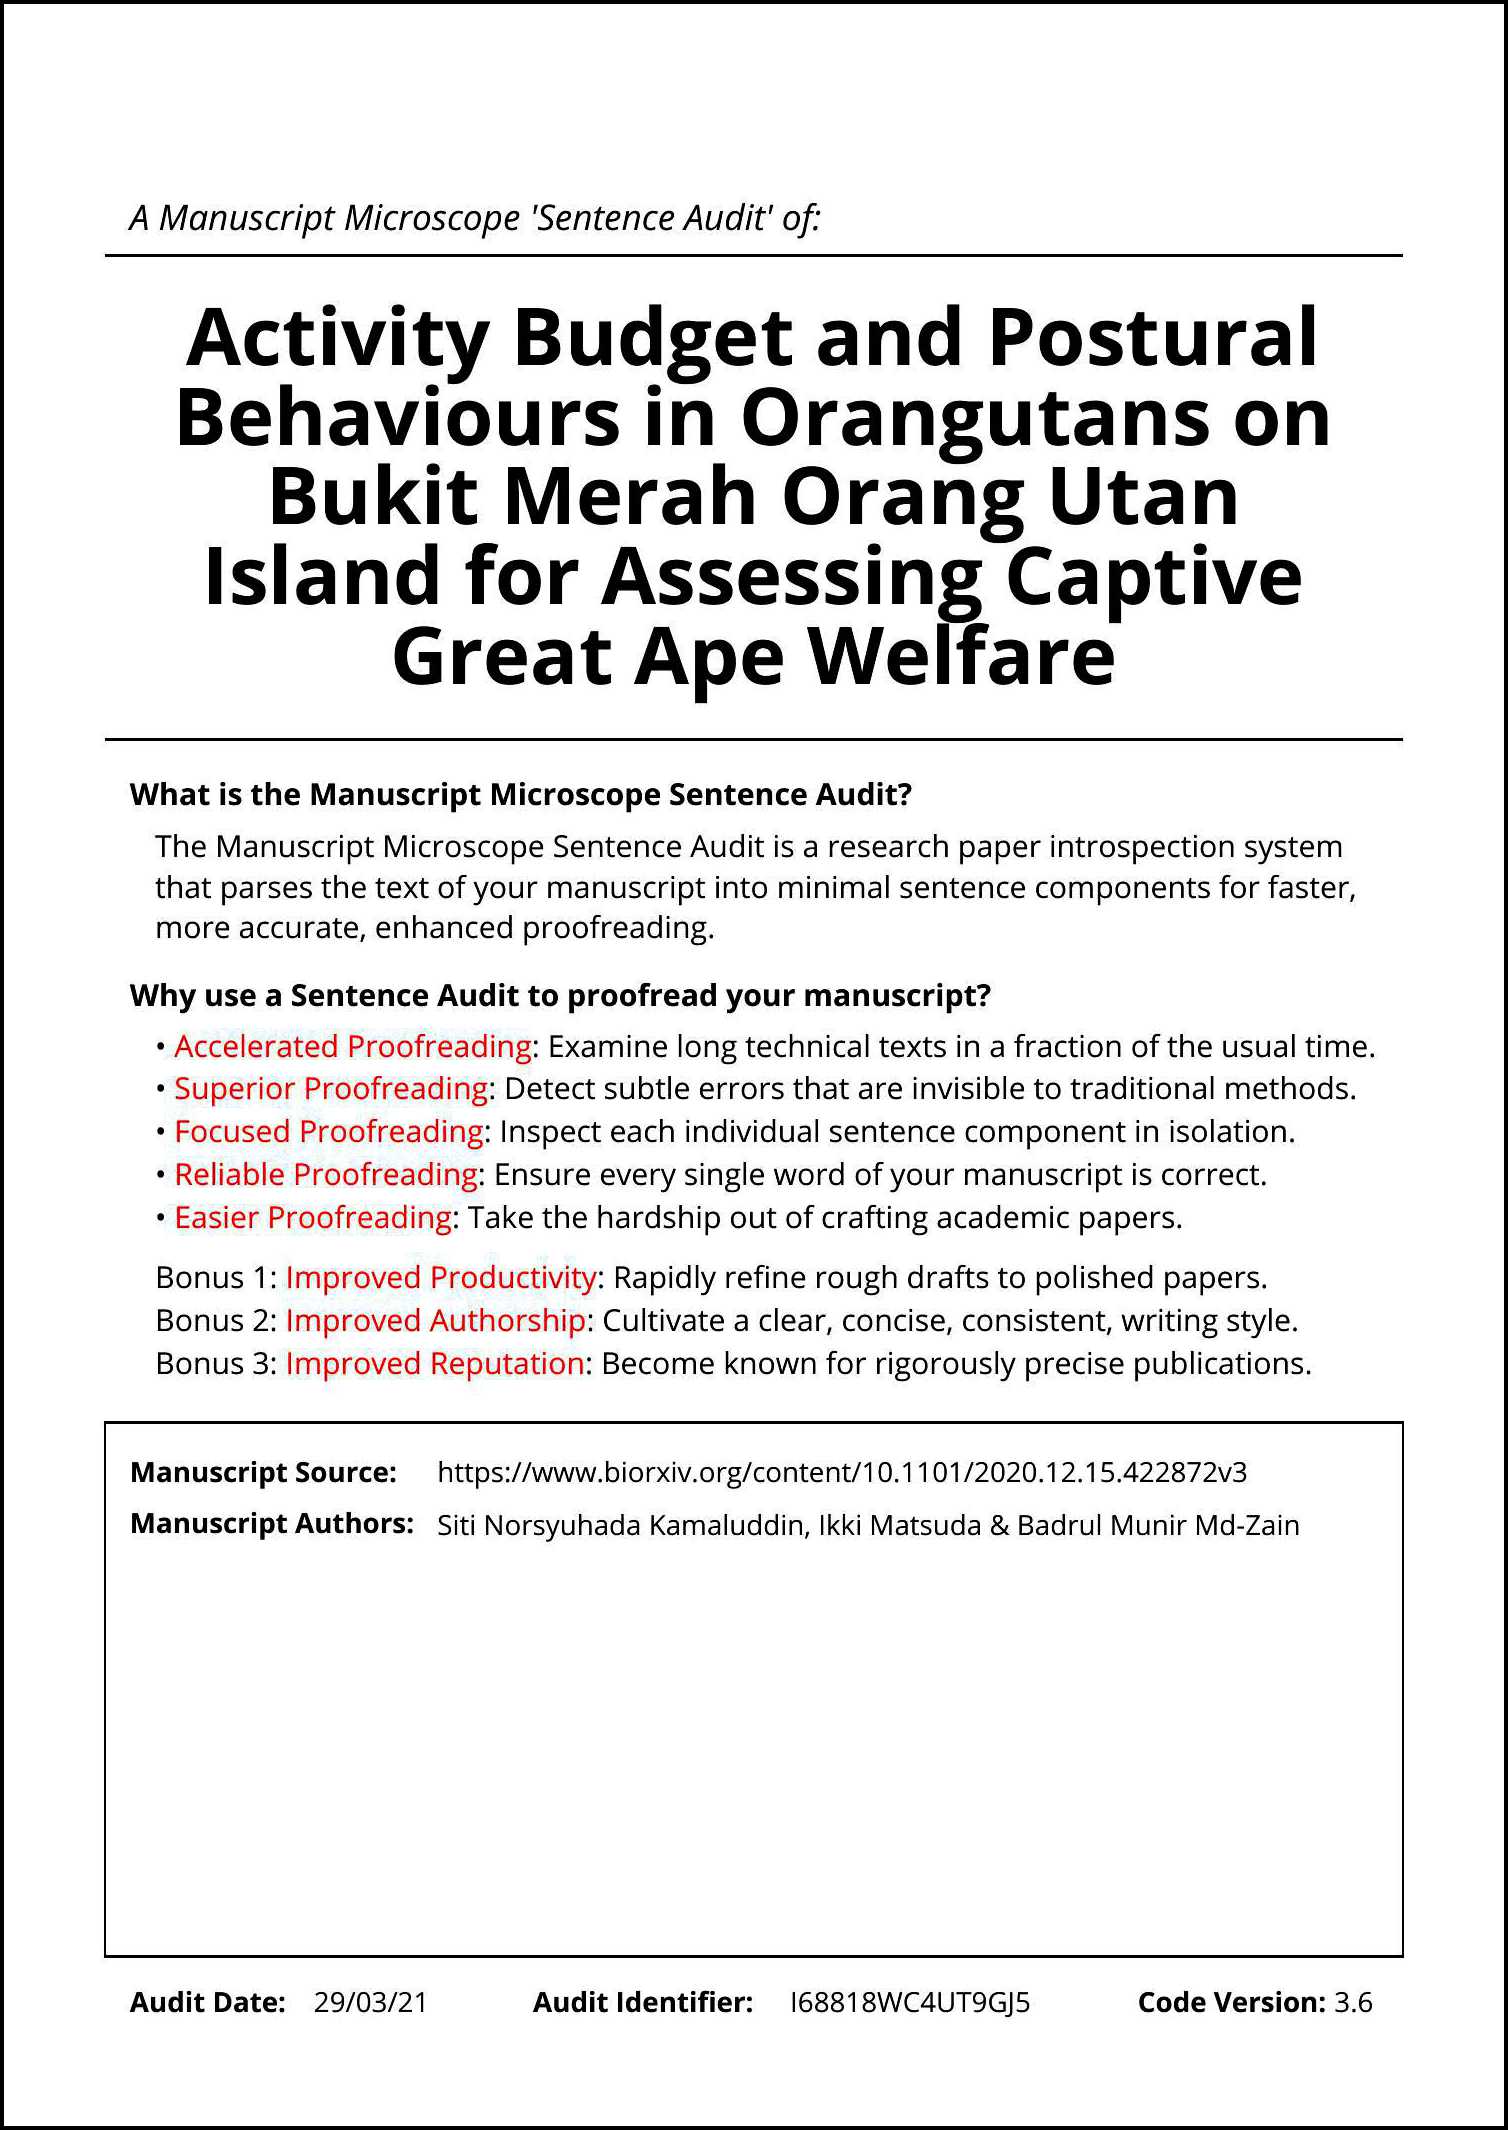 A Manuscript Microscope 'Sentence Audit' of:
Activity Budget and Postural
Behaviours in Orangutans on
Bukit Merah Orang Utan
Island for Assessing Captive
Great Ape Welfare
What is the Manuscript Microscope Sentence Audit?
The Manuscript Microscope Sentence Audit is a research paper introspection system
that parses the text of your manuscript into minimal sentence components for faster,
more accurate, enhanced proofreading.
Why use a Sentence Audit to proofread your manuscript?
• Accelerated Proofreading: Examine long technical texts in a fraction of the usual time.
• Superior Proofreading: Detect subtle errors that are invisible to traditional methods.
• Focused Proofreading: Inspect each individual sentence component in isolation.
• Reliable Proofreading: Ensure every single word of your manuscript is correct.
• Easier Proofreading: Take the hardship out of crafting academic papers.
Bonus 1: Improved Productivity: Rapidly refine rough drafts to polished papers.
Bonus 2: Improved Authorship: Cultivate a clear, concise, consistent, writing style.
Bonus 3: Improved Reputation: Become known for rigorously precise publications.
Manuscript Source: https://www.biorxiv.org/content/10.1101/2020.12.15.422872v3
Manuscript Authors: Siti Norsyuhada Kamaluddin, Ikki Matsuda & Badrul Munir Md-Zain
Audit Date: 29/03/21 Audit Identifier: I68818WC4UT9GJ5 Code Version: 3.6